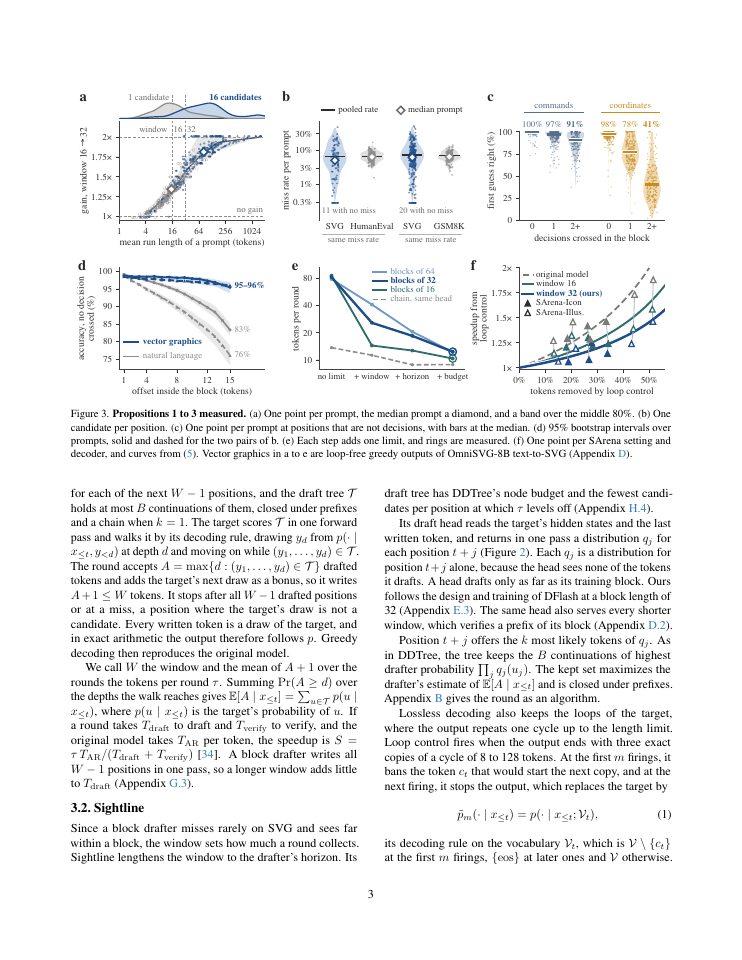 a
1 candidate
16 candidates
window
16
32
2×
1.75×
1.5×
1.25×
1×
no gain
gain, window 16 → 32
1
4
16
64
256
1024
mean run length of a prompt (tokens)
b
pooled rate
median prompt
30%
10%
3%
1%
0.3%
miss rate per prompt
11 with no miss
20 with no miss
SVG
HumanEval
SVG
GSM8K
same miss rate
same miss rate
c
commands
coordinates
100%
97%
91%
98%
78%
41%
100
75
50
25
0
first guess right (%)
0
1
2+
0
1
2+
decisions crossed in the block
d
100
95
90
85
80
75
accuracy, no decision
crossed (%)
95–96%
83%
76%
vector graphics
natural language
1
4
8
12
15
offset inside the block (tokens)
e
blocks of 64
blocks of 32
blocks of 16
chain, same head
80
40
20
10
tokens per round
no limit
+ window
+ horizon
+ budget
f
original model
window 16
window 32 (ours)
SArena-Icon
SArena-Illus.
2×
1.75×
1.5×
1.25×
1×
speedup from
loop control
0%
10%
20%
30%
40%
50%
tokens removed by loop control
Figure 3. Propositions 1 to 3 measured. (a) One point per prompt, the median prompt a diamond, and a band over the middle 80%. (b) One
candidate per position. (c) One point per prompt at positions that are not decisions, with bars at the median. (d) 95% bootstrap intervals over
prompts, solid and dashed for the two pairs of b. (e) Each step adds one limit, and rings are measured. (f) One point per SArena setting and
decoder, and curves from (5). Vector graphics in a to e are loop-free greedy outputs of OmniSVG-8B text-to-SVG (Appendix D).
for each of the next W − 1 positions, and the draft tree 𝒯
holds at most B continuations of them, closed under prefixes
and a chain when k = 1. The target scores 𝒯 in one forward
pass and walks it by its decoding rule, drawing y_d from p(· |
x_{≤t}, y_{<d}) at depth d and moving on while (y_1, . . . , y_d) ∈ 𝒯.
The round accepts A = max{d : (y_1, . . . , y_d) ∈ 𝒯} drafted
tokens and adds the target's next draw as a bonus, so it writes
A + 1 ≤ W tokens. It stops after all W − 1 drafted positions
or at a miss, a position where the target's draw is not a
candidate. Every written token is a draw of the target, and
in exact arithmetic the output therefore follows p. Greedy
decoding then reproduces the original model.
We call W the window and the mean of A + 1 over the
rounds the tokens per round τ. Summing Pr(A ≥ d) over
the depths the walk reaches gives 𝔼[A | x_{≤t}] = ∑_{u∈𝒯} p(u |
x_{≤t}), where p(u | x_{≤t}) is the target's probability of u. If
a round takes T_draft to draft and T_verify to verify, and the
original model takes T_AR per token, the speedup is S =
τ T_AR/(T_draft + T_verify) [34]. A block drafter writes all
W − 1 positions in one pass, so a longer window adds little
to T_draft (Appendix G.3).
3.2. Sightline
Since a block drafter misses rarely on SVG and sees far
within a block, the window sets how much a round collects.
Sightline lengthens the window to the drafter's horizon. Its
draft tree has DDTree's node budget and the fewest candi-
dates per position at which τ levels off (Appendix H.4).
Its draft head reads the target's hidden states and the last
written token, and returns in one pass a distribution q_j for
each position t + j (Figure 2). Each q_j is a distribution for
position t + j alone, because the head sees none of the tokens
it drafts. A head drafts only as far as its training block. Ours
follows the design and training of DFlash at a block length of
32 (Appendix E.3). The same head also serves every shorter
window, which verifies a prefix of its block (Appendix D.2).
Position t + j offers the k most likely tokens of q_j. As
in DDTree, the tree keeps the B continuations of highest
drafter probability ∏_j q_j(u_j). The kept set maximizes the
drafter's estimate of 𝔼[A | x_{≤t}] and is closed under prefixes.
Appendix B gives the round as an algorithm.
Lossless decoding also keeps the loops of the target,
where the output repeats one cycle up to the length limit.
Loop control fires when the output ends with three exact
copies of a cycle of 8 to 128 tokens. At the first m firings, it
bans the token c_t that would start the next copy, and at the
next firing, it stops the output, which replaces the target by
p̃_m(· | x_{≤t}) = p(· | x_{≤t}; 𝒱_t), (1)
its decoding rule on the vocabulary 𝒱_t, which is 𝒱 \ {c_t}
at the first m firings, {eos} at later ones and 𝒱 otherwise.
3